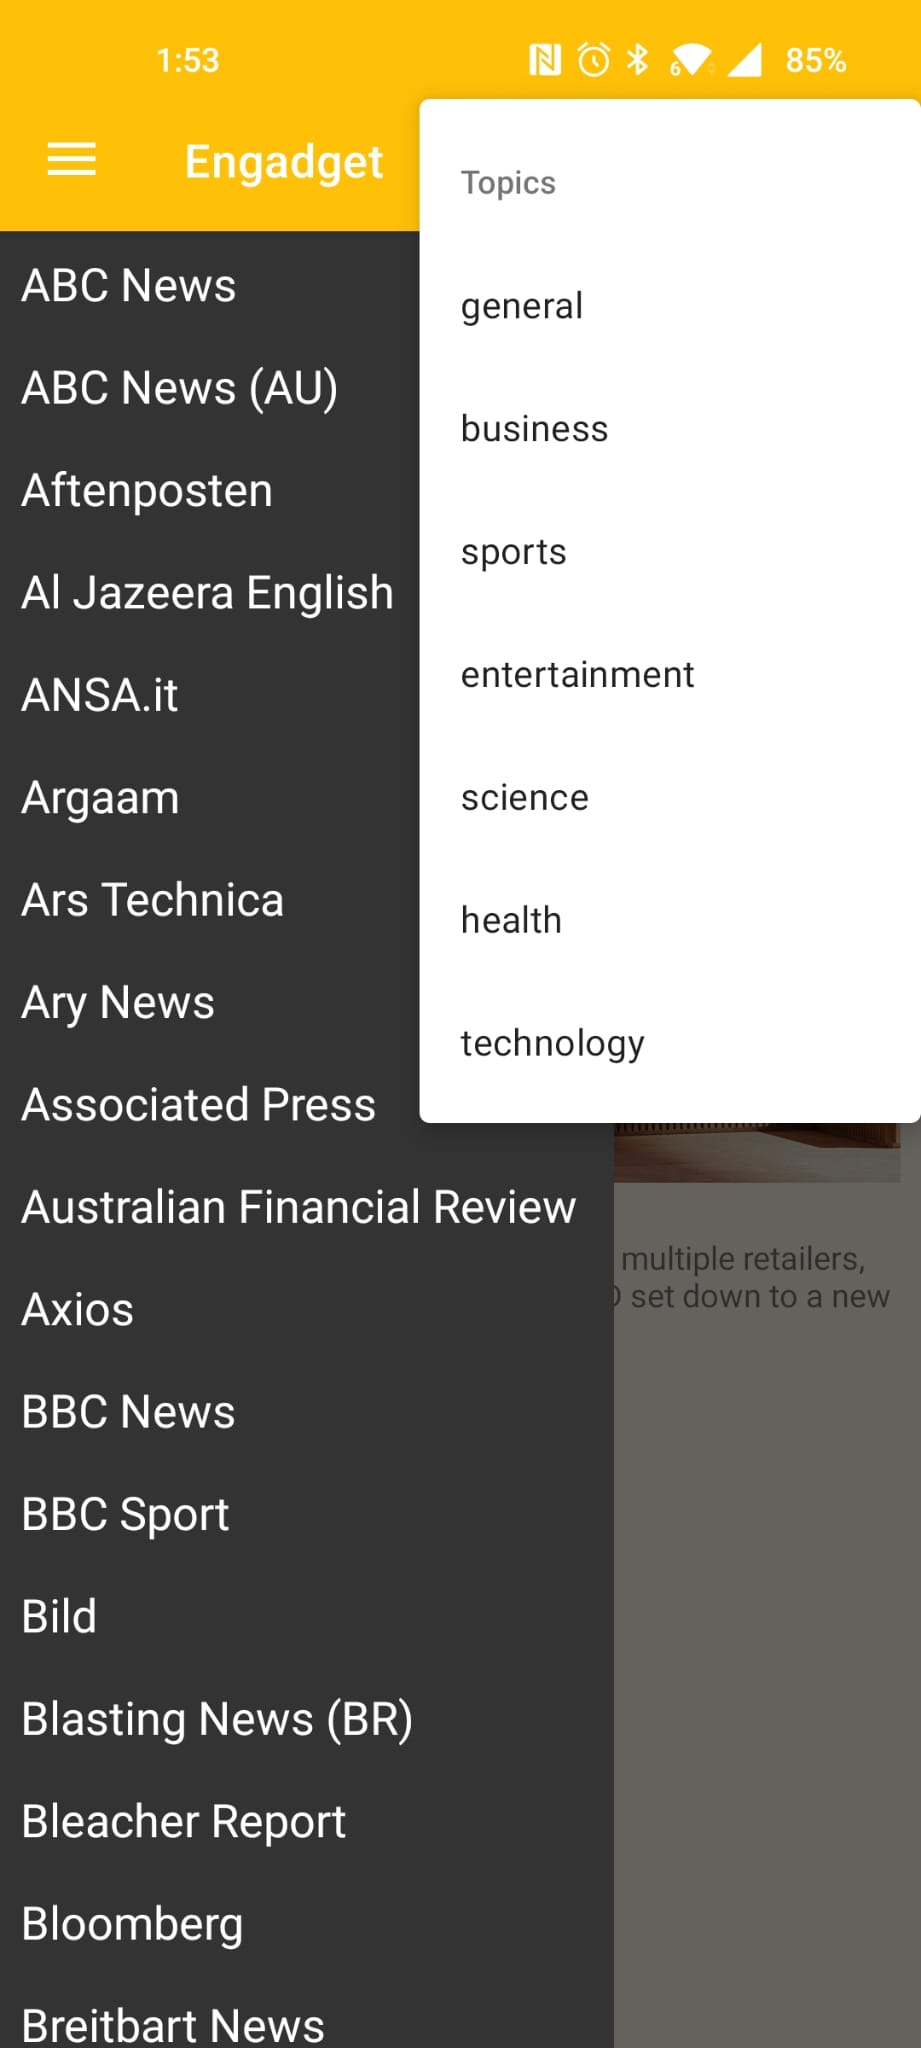 1:53
6
85%
Engadget
Topics
general
business
sports
entertainment
science
health
technology
ABC News
ABC News (AU)
Aftenposten
Al Jazeera English
ANSA.it
Argaam
Ars Technica
Ary News
Associated Press
Australian Financial Review
Axios
BBC News
BBC Sport
Bild
Blasting News (BR)
Bleacher Report
Bloomberg
Breitbart News
multiple retailers,
set down to a new